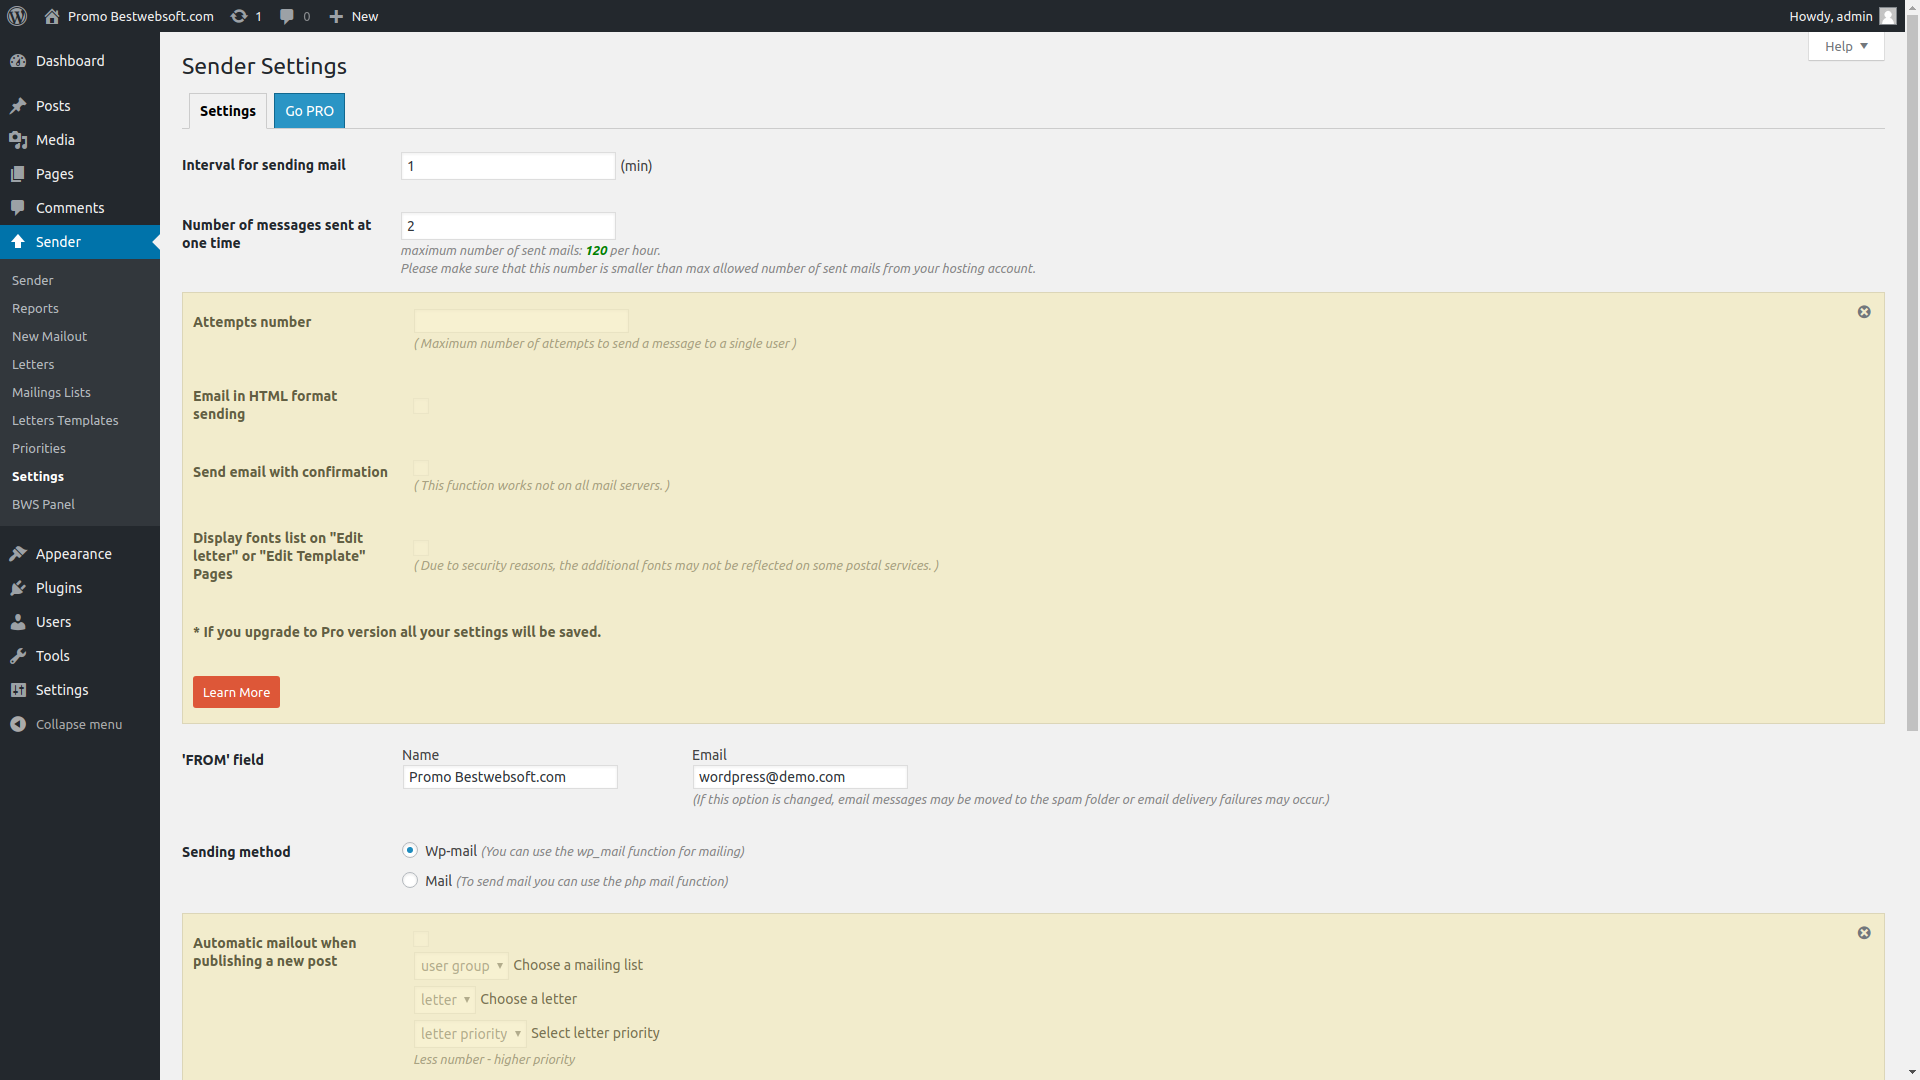 Promo Bestwebsoft.com 1 0 New Howdy, admin
Help
Dashboard
Posts
Media
Pages
Comments
Sender
Sender
Reports
New Mailout
Letters
Mailings Lists
Letters Templates
Priorities
Settings
BWS Panel
Appearance
Plugins
Users
Tools
Settings
Collapse menu
Sender Settings
Settings Go PRO
Interval for sending mail 1 (min)
Number of messages sent at
one time
2
maximum number of sent mails: 120 per hour.
Please make sure that this number is smaller than max allowed number of sent mails from your hosting account.
Attempts number
( Maximum number of attempts to send a message to a single user )
Email in HTML format
sending
Send email with confirmation
( This function works not on all mail servers. )
Display fonts list on "Edit
letter" or "Edit Template"
Pages
( Due to security reasons, the additional fonts may not be reflected on some postal services. )
* If you upgrade to Pro version all your settings will be saved.
Learn More
'FROM' field
Name Email
Promo Bestwebsoft.com wordpress@demo.com
(If this option is changed, email messages may be moved to the spam folder or email delivery failures may occur.)
Sending method
Wp-mail (You can use the wp_mail function for mailing)
Mail (To send mail you can use the php mail function)
Automatic mailout when
publishing a new post
user group Choose a mailing list
letter Choose a letter
letter priority Select letter priority
Less number - higher priority